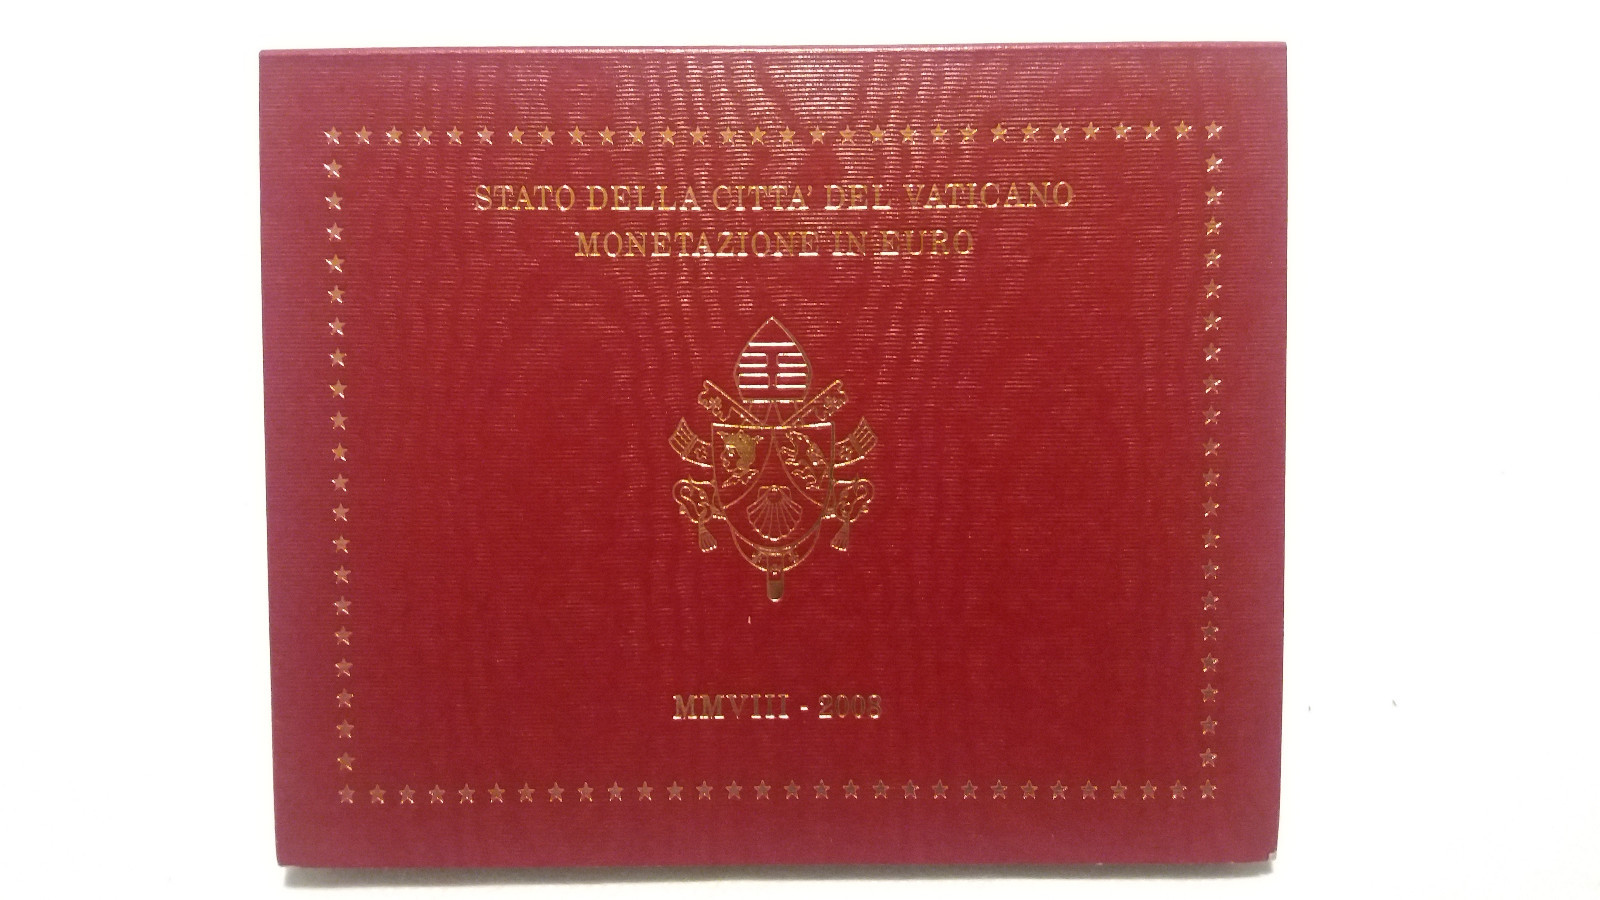 STATO DELLA CITTA' DEL VATICANO
MONETAZIONE IN EURO
MMVIII - 2008